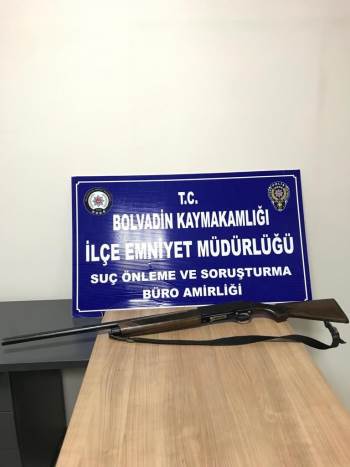 T.C.
BOLVADİN KAYMAKAMLIĞI
İLÇE EMNİYET MÜDÜRLÜĞÜ
SUÇ ÖNLEME VE SORUŞTURMA
BÜRO AMİRLİĞİ